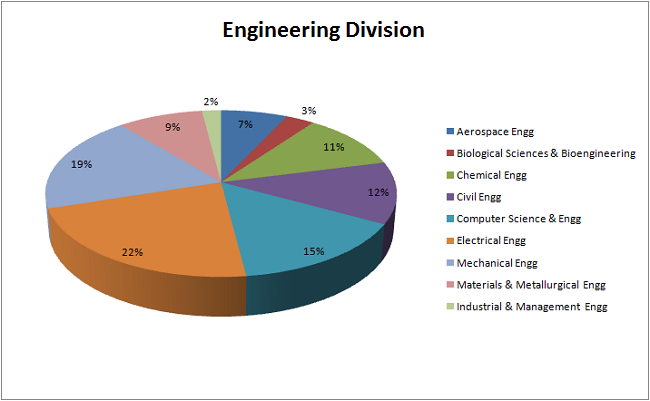 Engineering Division
2%
7%
3%
9%
11%
19%
12%
22%
15%
Aerospace Engg
Biological Sciences & Bioengineering
Chemical Engg
Civil Engg
Computer Science & Engg
Electrical Engg
Mechanical Engg
Materials & Metallurgical Engg
Industrial & Management Engg